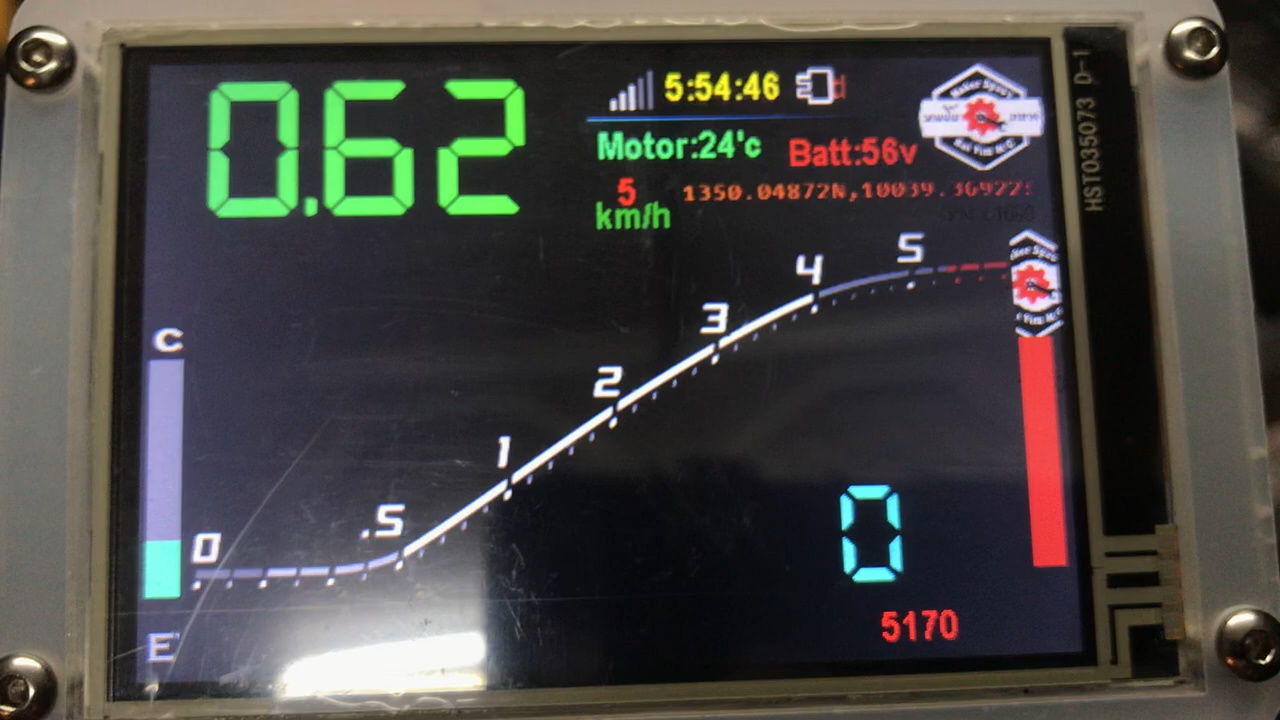 0.62
5:54:46
Motor:24'c
Batt:56v
5
km/h
1350.04872N,10039.36922
HST035073 D-1
5
4
3
2
1
.5
0
C
E
0
5170